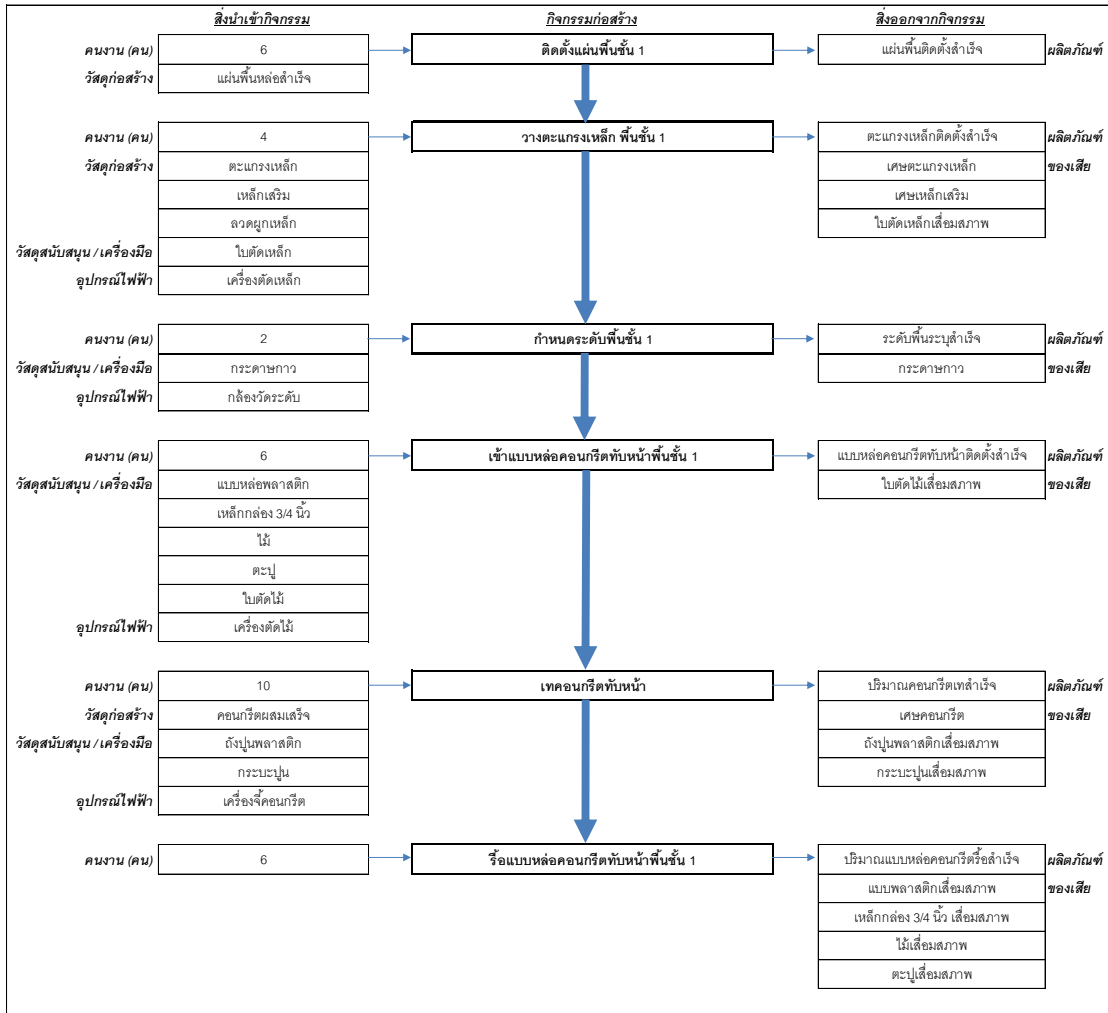 สิ่งนำเข้ากิจกรรม กิจกรรมก่อสร้าง สิ่งออกจากกิจกรรม
คนงาน (คน) 6 ติดตั้งแผ่นพื้นชั้น 1 แผ่นพื้นติดตั้งสำเร็จ ผลิตภัณฑ์
วัสดุก่อสร้าง แผ่นพื้นหล่อสำเร็จ
คนงาน (คน) 4 วางตะแกรงเหล็ก พื้นชั้น 1 ตะแกรงเหล็กติดตั้งสำเร็จ ผลิตภัณฑ์
วัสดุก่อสร้าง ตะแกรงเหล็ก เศษตะแกรงเหล็ก ของเสีย
เหล็กเสริม เศษเหล็กเสริม
ลวดผูกเหล็ก ใบตัดเหล็กเสื่อมสภาพ
วัสดุสนับสนุน / เครื่องมือ ใบตัดเหล็ก
อุปกรณ์ไฟฟ้า เครื่องตัดเหล็ก
คนงาน (คน) 2 กำหนดระดับพื้นชั้น 1 ระดับพื้นระบุสำเร็จ ผลิตภัณฑ์
วัสดุสนับสนุน / เครื่องมือ กระดาษกาว กระดาษกาว ของเสีย
อุปกรณ์ไฟฟ้า กล้องวัดระดับ
คนงาน (คน) 6 เข้าแบบหล่อคอนกรีตทับหน้าพื้นชั้น 1 แบบหล่อคอนกรีตทับหน้าติดตั้งสำเร็จ ผลิตภัณฑ์
วัสดุสนับสนุน / เครื่องมือ แบบหล่อพลาสติก ใบตัดไม้เสื่อมสภาพ ของเสีย
เหล็กกล่อง 3/4 นิ้ว
ไม้
ตะปู
ใบตัดไม้
อุปกรณ์ไฟฟ้า เครื่องตัดไม้
คนงาน (คน) 10 เทคอนกรีตทับหน้า ปริมาณคอนกรีตเทสำเร็จ ผลิตภัณฑ์
วัสดุก่อสร้าง คอนกรีตผสมเสร็จ เศษคอนกรีต ของเสีย
วัสดุสนับสนุน / เครื่องมือ ถังปูนพลาสติก ถังปูนพลาสติกเสื่อมสภาพ
กระบะปูน กระบะปูนเสื่อมสภาพ
อุปกรณ์ไฟฟ้า เครื่องจี้คอนกรีต
คนงาน (คน) 6 รื้อแบบหล่อคอนกรีตทับหน้าพื้นชั้น 1 ปริมาณแบบหล่อคอนกรีตรื้อสำเร็จ ผลิตภัณฑ์
แบบพลาสติกเสื่อมสภาพ ของเสีย
เหล็กกล่อง 3/4 นิ้ว เสื่อมสภาพ
ไม้เสื่อมสภาพ
ตะปูเสื่อมสภาพ